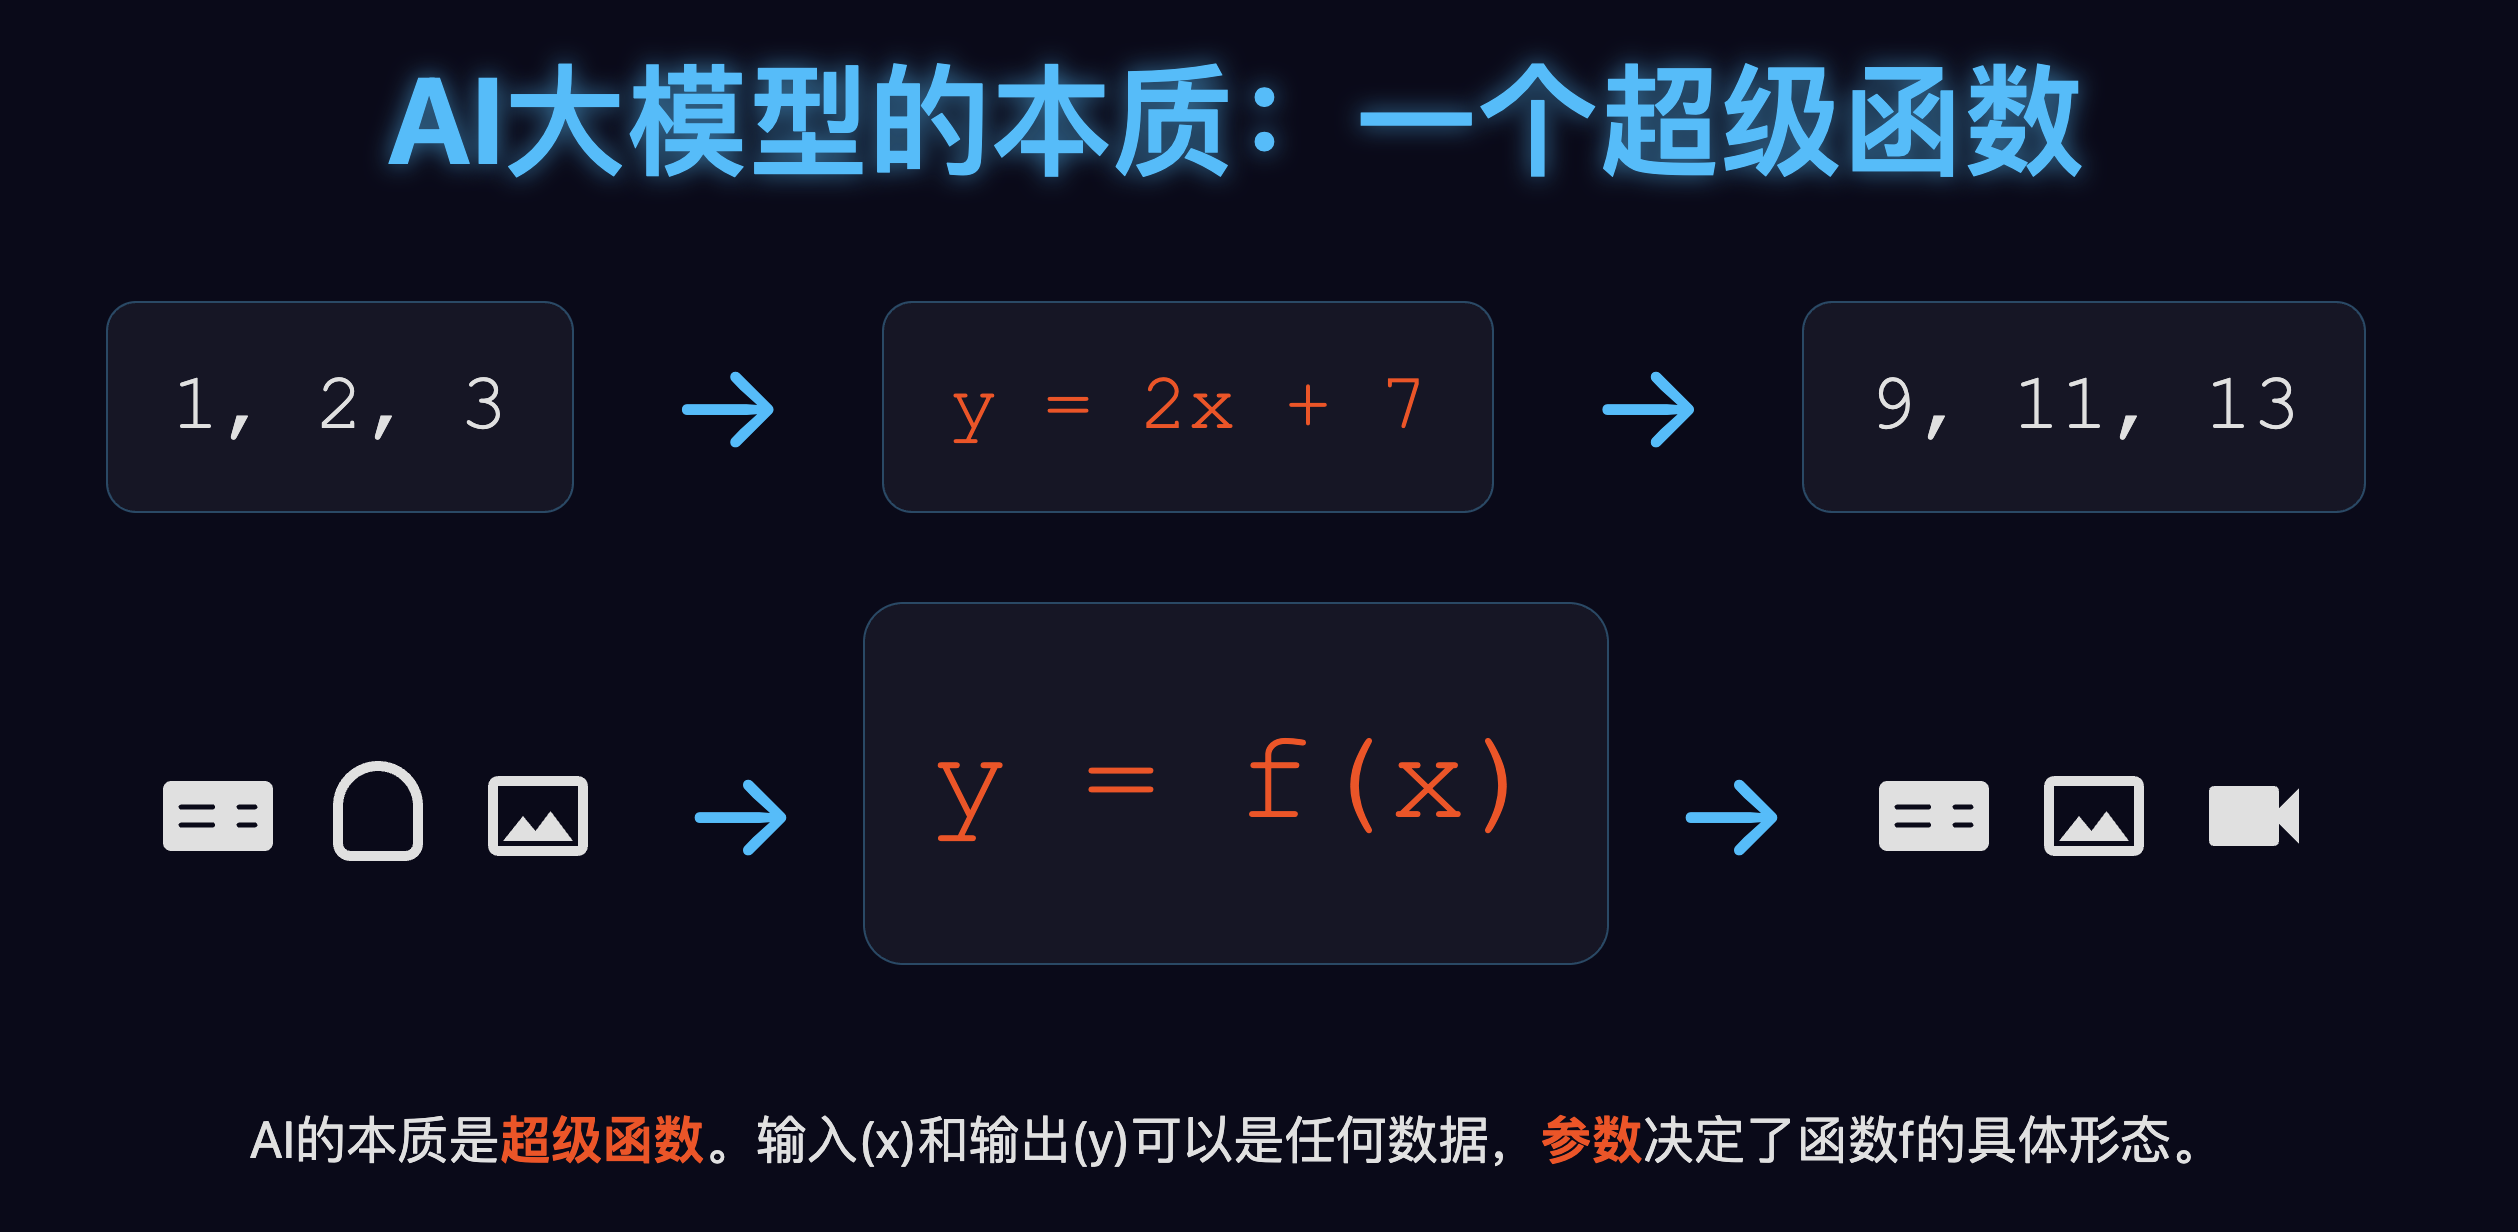 AI大模型的本质：一个超级函数
1, 2, 3
y = 2x + 7
9, 11, 13
y = f(x)
AI的本质是超级函数。输入(x)和输出(y)可以是任何数据，参数决定了函数f的具体形态。